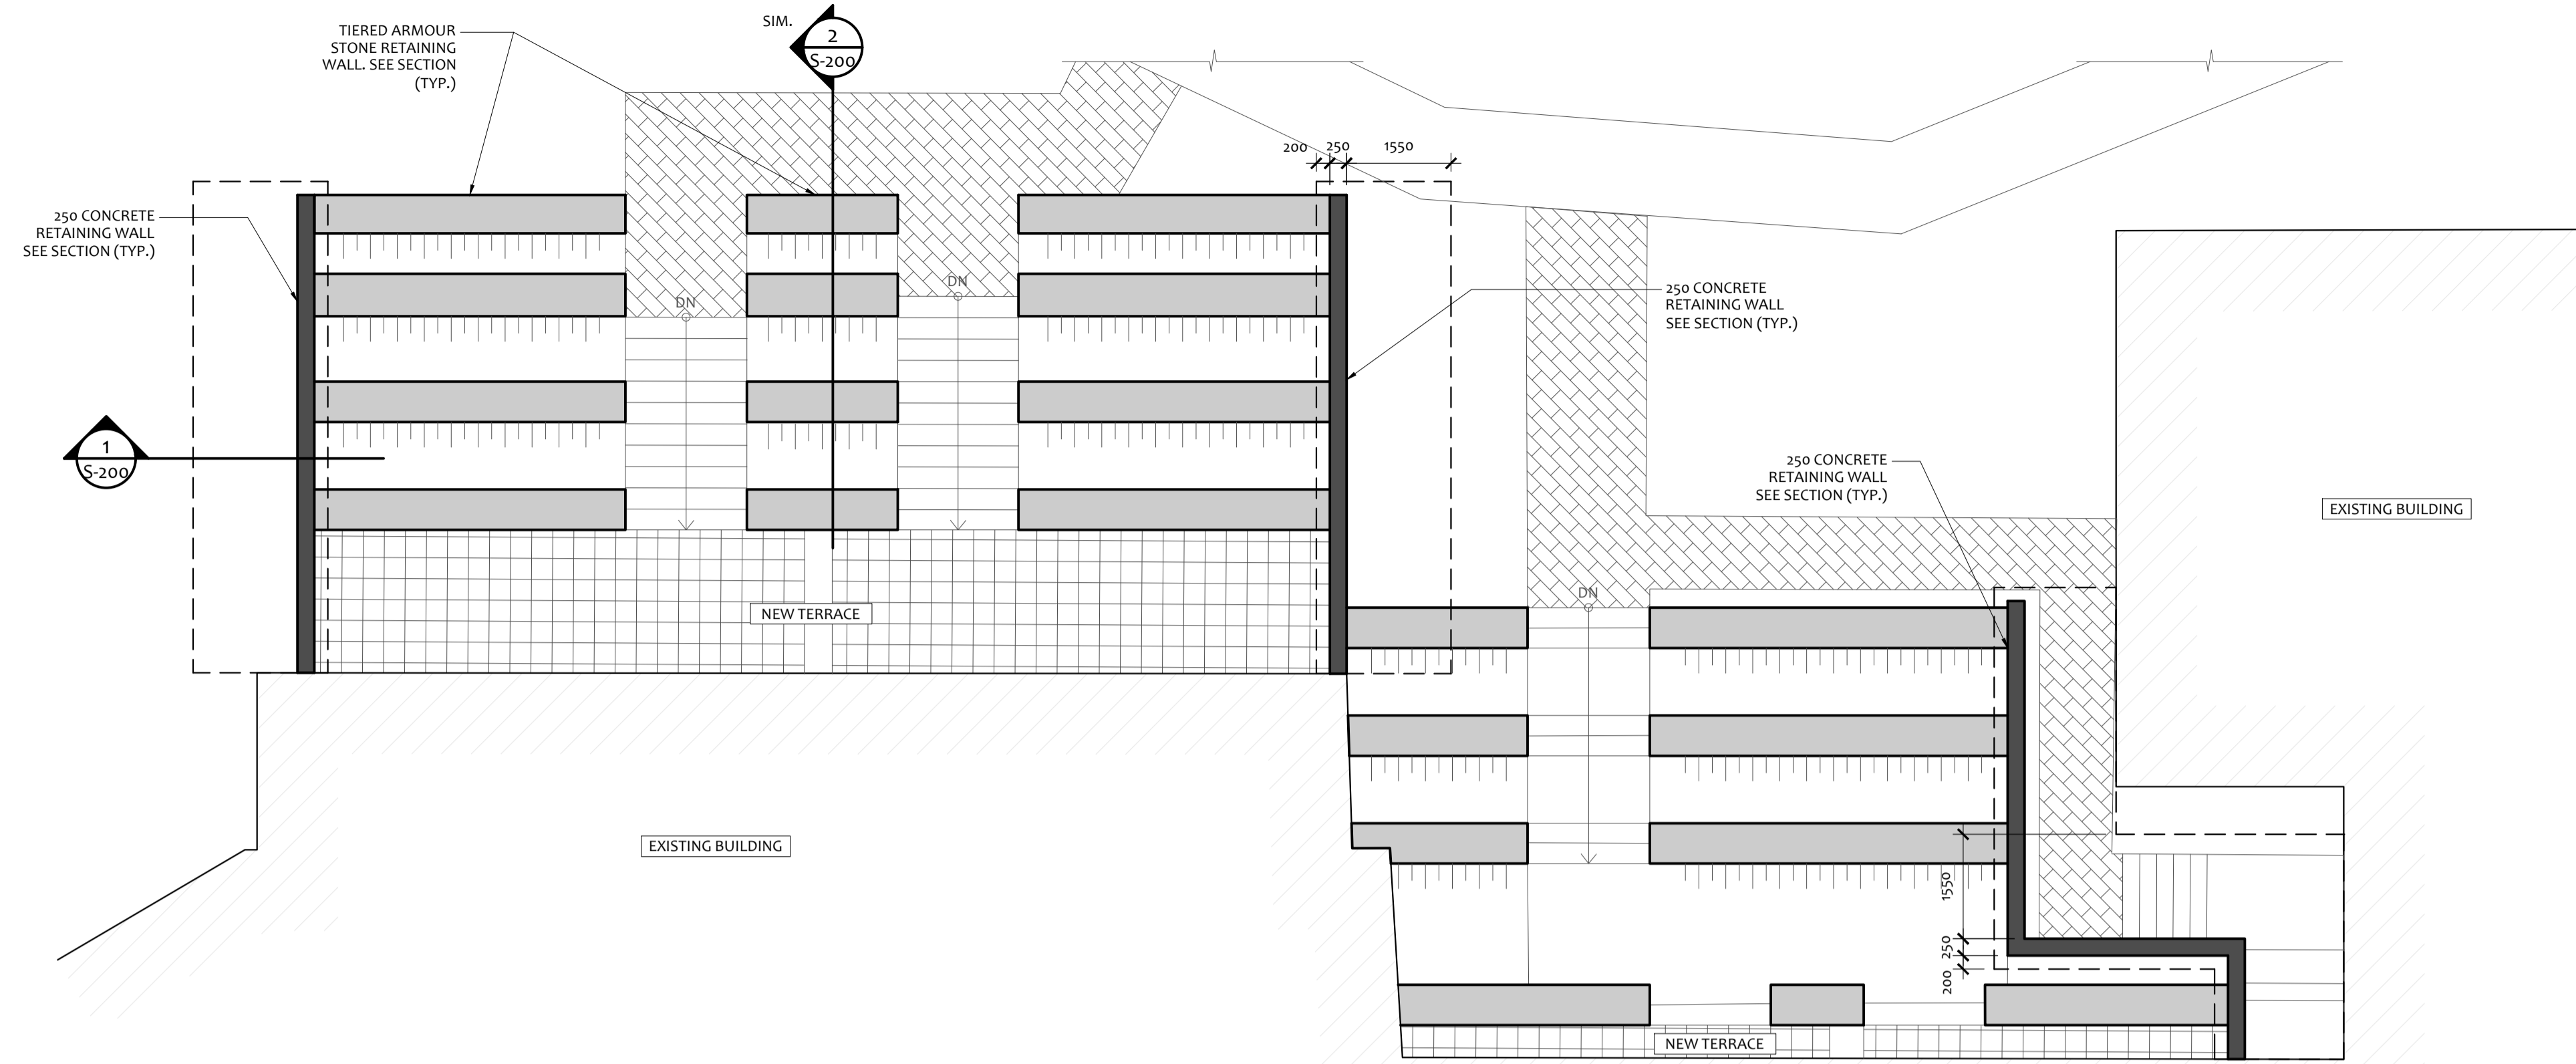 TIERED ARMOUR
STONE RETAINING
WALL. SEE SECTION
(TYP.)
SIM.
2
S-200
200 250 1550
250 CONCRETE
RETAINING WALL
SEE SECTION (TYP.)
DN
DN
250 CONCRETE
RETAINING WALL
SEE SECTION (TYP.)
1
S-200
250 CONCRETE
RETAINING WALL
SEE SECTION (TYP.)
EXISTING BUILDING
DN
NEW TERRACE
EXISTING BUILDING
1550
250
200
NEW TERRACE